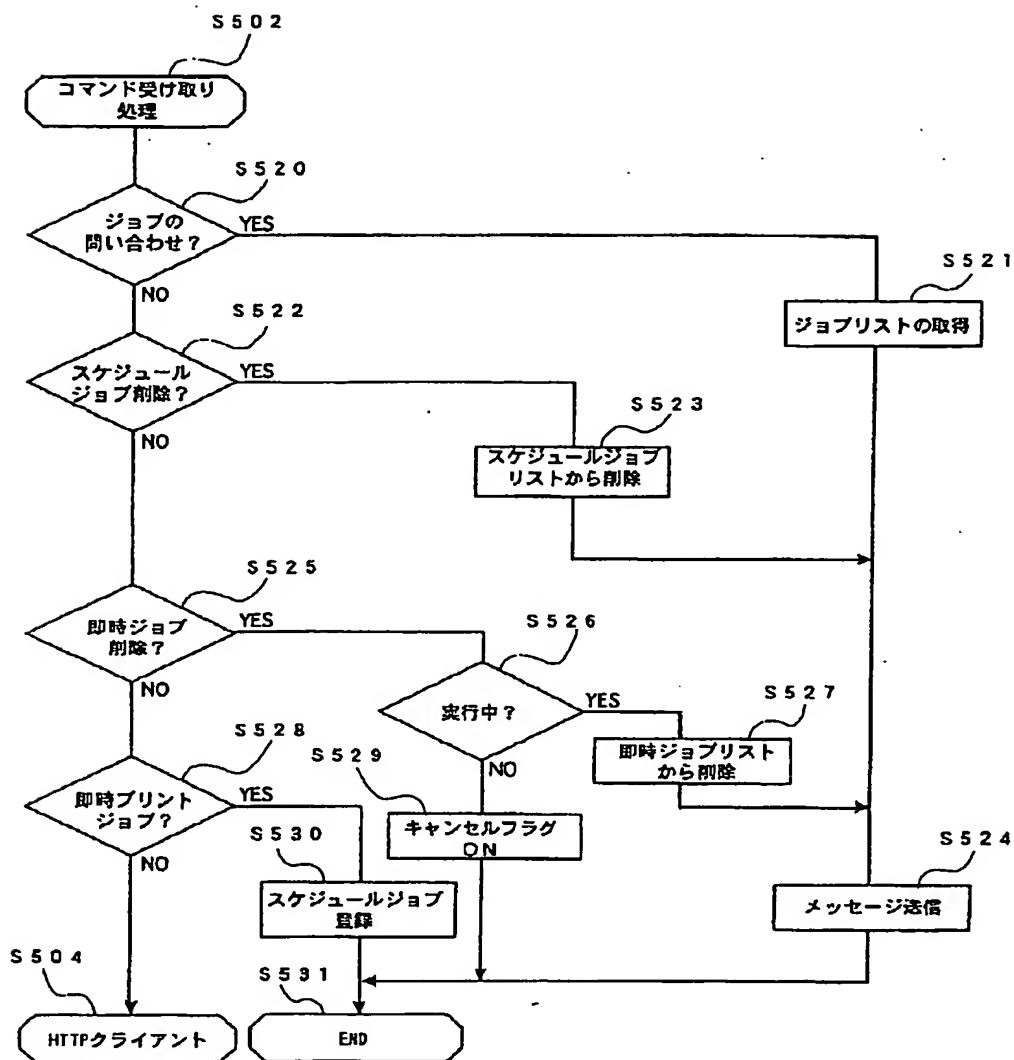 S502
コマンド受け取り
処理
S520
ジョブの
問い合わせ?
YES
NO
S521
ジョブリストの取得
S522
スケジュール
ジョブ削除?
YES
NO
S523
スケジュールジョブ
リストから削除
S525
即時ジョブ
削除?
YES
NO
S526
実行中?
YES
NO
S527
即時ジョブリスト
から削除
S528
即時プリント
ジョブ?
YES
NO
S529
キャンセルフラグ
ON
S530
スケジュールジョブ
登録
S524
メッセージ送信
S504
HTTPクライアント
S531
END